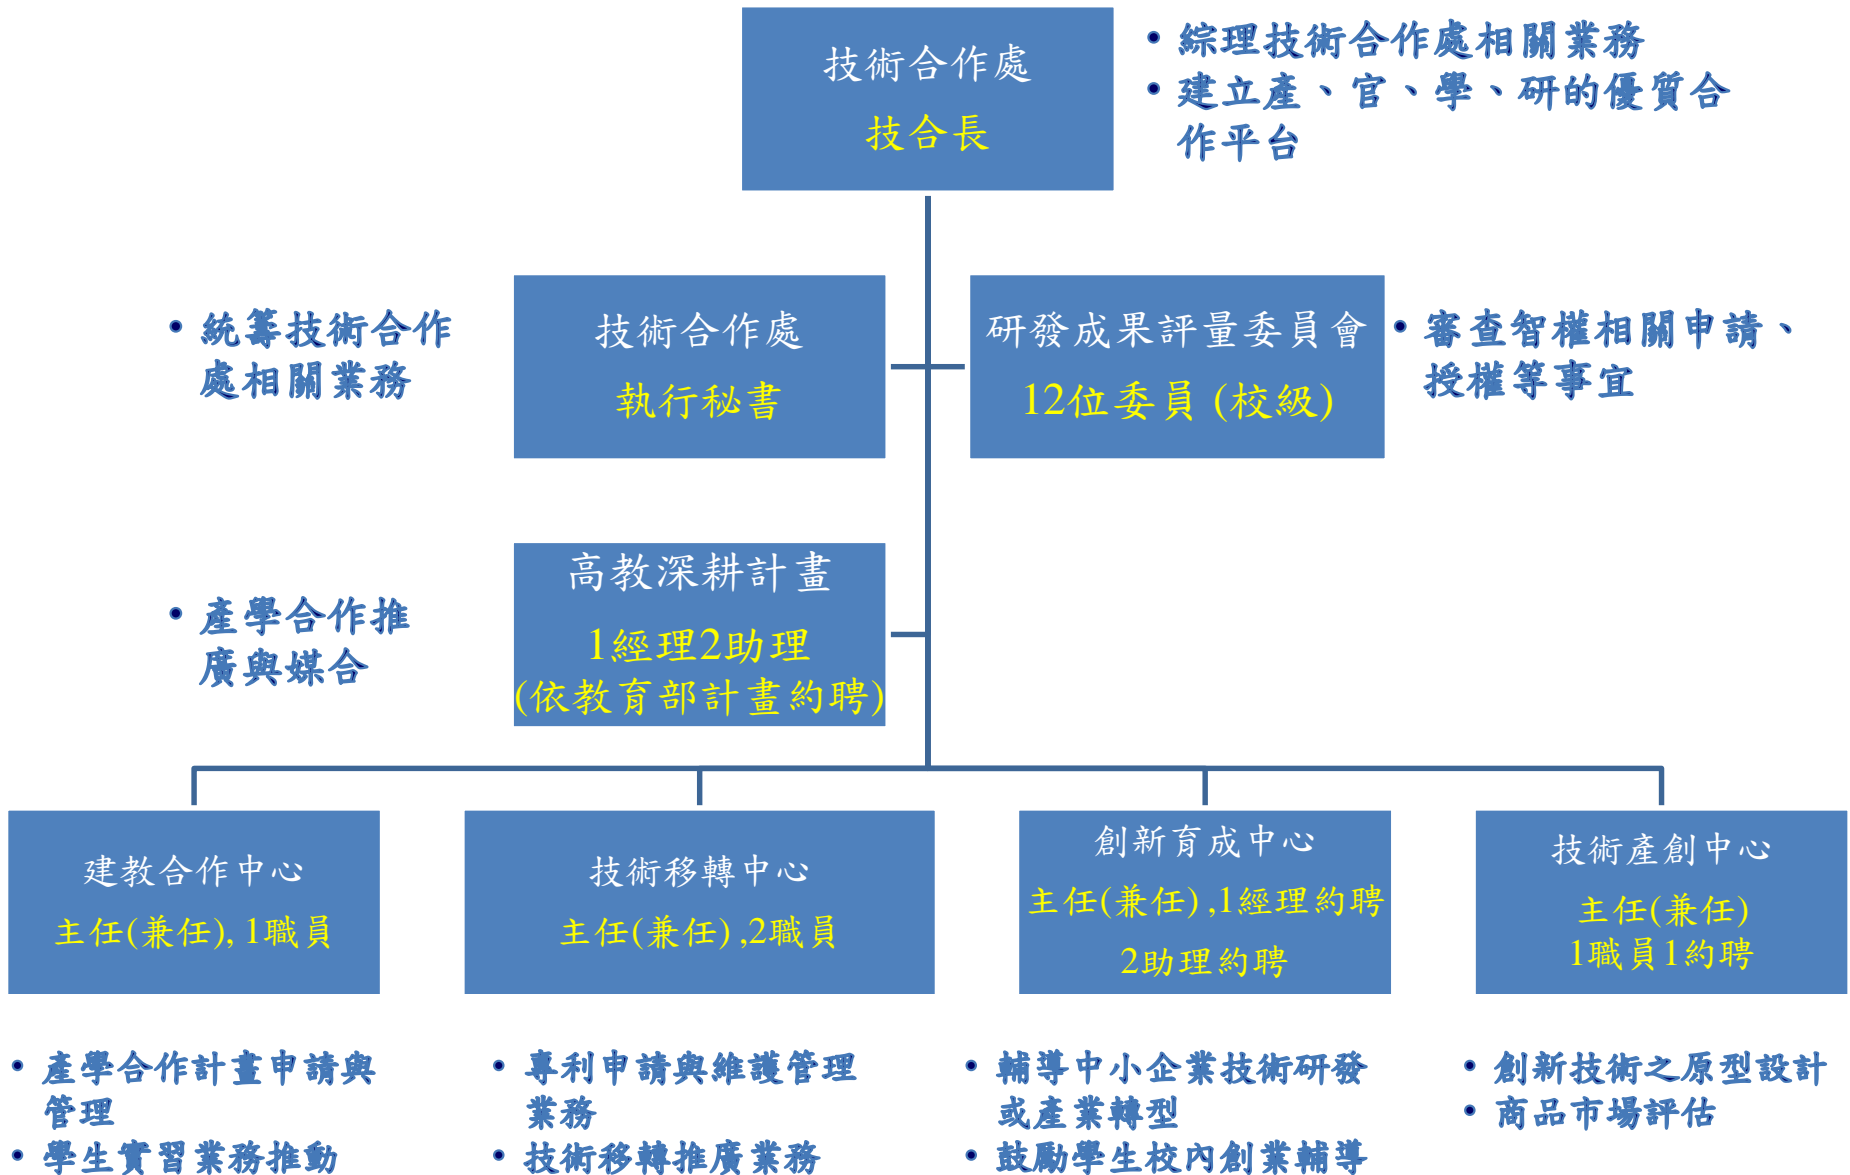 技術合作處
技合長
• 綜理技術合作處相關業務
• 建立產、官、學、研的優質合
作平台
• 統籌技術合作
處相關業務
技術合作處
執行秘書
研發成果評量委員會
12位委員 (校級)
• 審查智權相關申請、
授權等事宜
• 產學合作推
廣與媒合
高教深耕計畫
1經理2助理
(依教育部計畫約聘)
建教合作中心
主任(兼任), 1職員
技術移轉中心
主任(兼任) ,2職員
創新育成中心
主任(兼任) ,1經理約聘
2助理約聘
技術產創中心
主任(兼任)
1職員1約聘
• 產學合作計畫申請與
管理
• 學生實習業務推動
• 專利申請與維護管理
業務
• 技術移轉推廣業務
• 輔導中小企業技術研發
或產業轉型
• 鼓勵學生校內創業輔導
• 創新技術之原型設計
• 商品市場評估